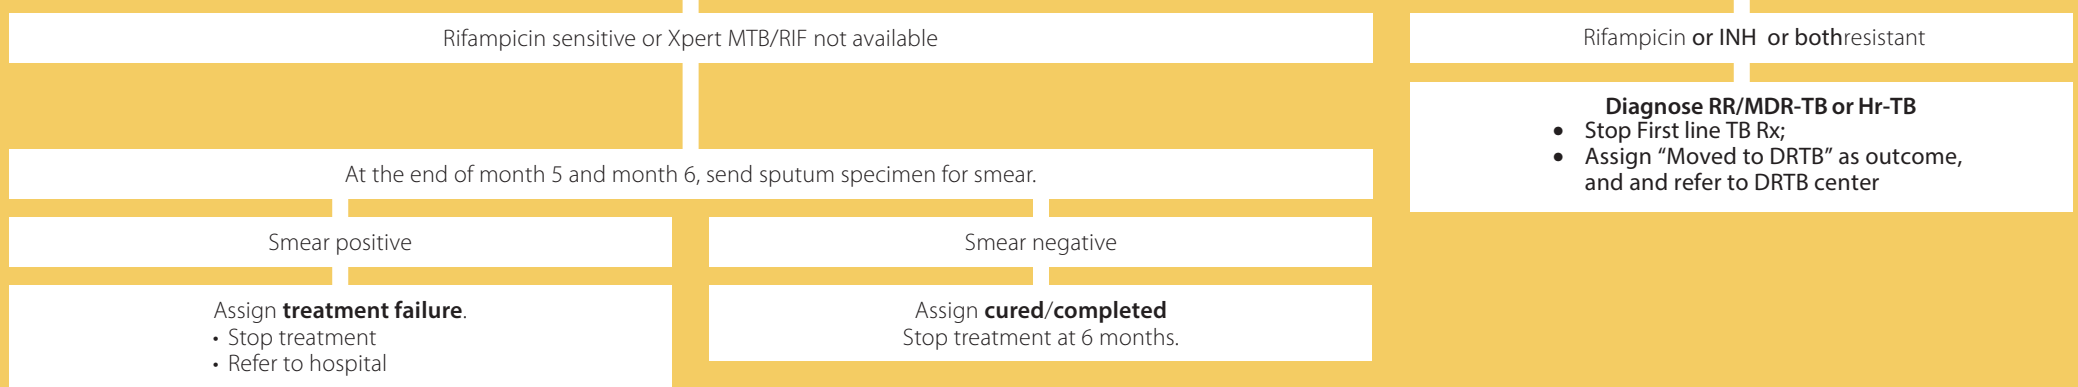 Rifampicin sensitive or Xpert MTB/RIF not available
At the end of month 5 and month 6, send sputum specimen for smear.
Smear positive
Assign treatment failure.
• Stop treatment
• Refer to hospital
Smear negative
Assign cured/completed
Stop treatment at 6 months.
Rifampicin or INH or bothresistant
Diagnose RR/MDR-TB or Hr-TB
• Stop First line TB Rx;
• Assign “Moved to DRTB” as outcome,
and and refer to DRTB center